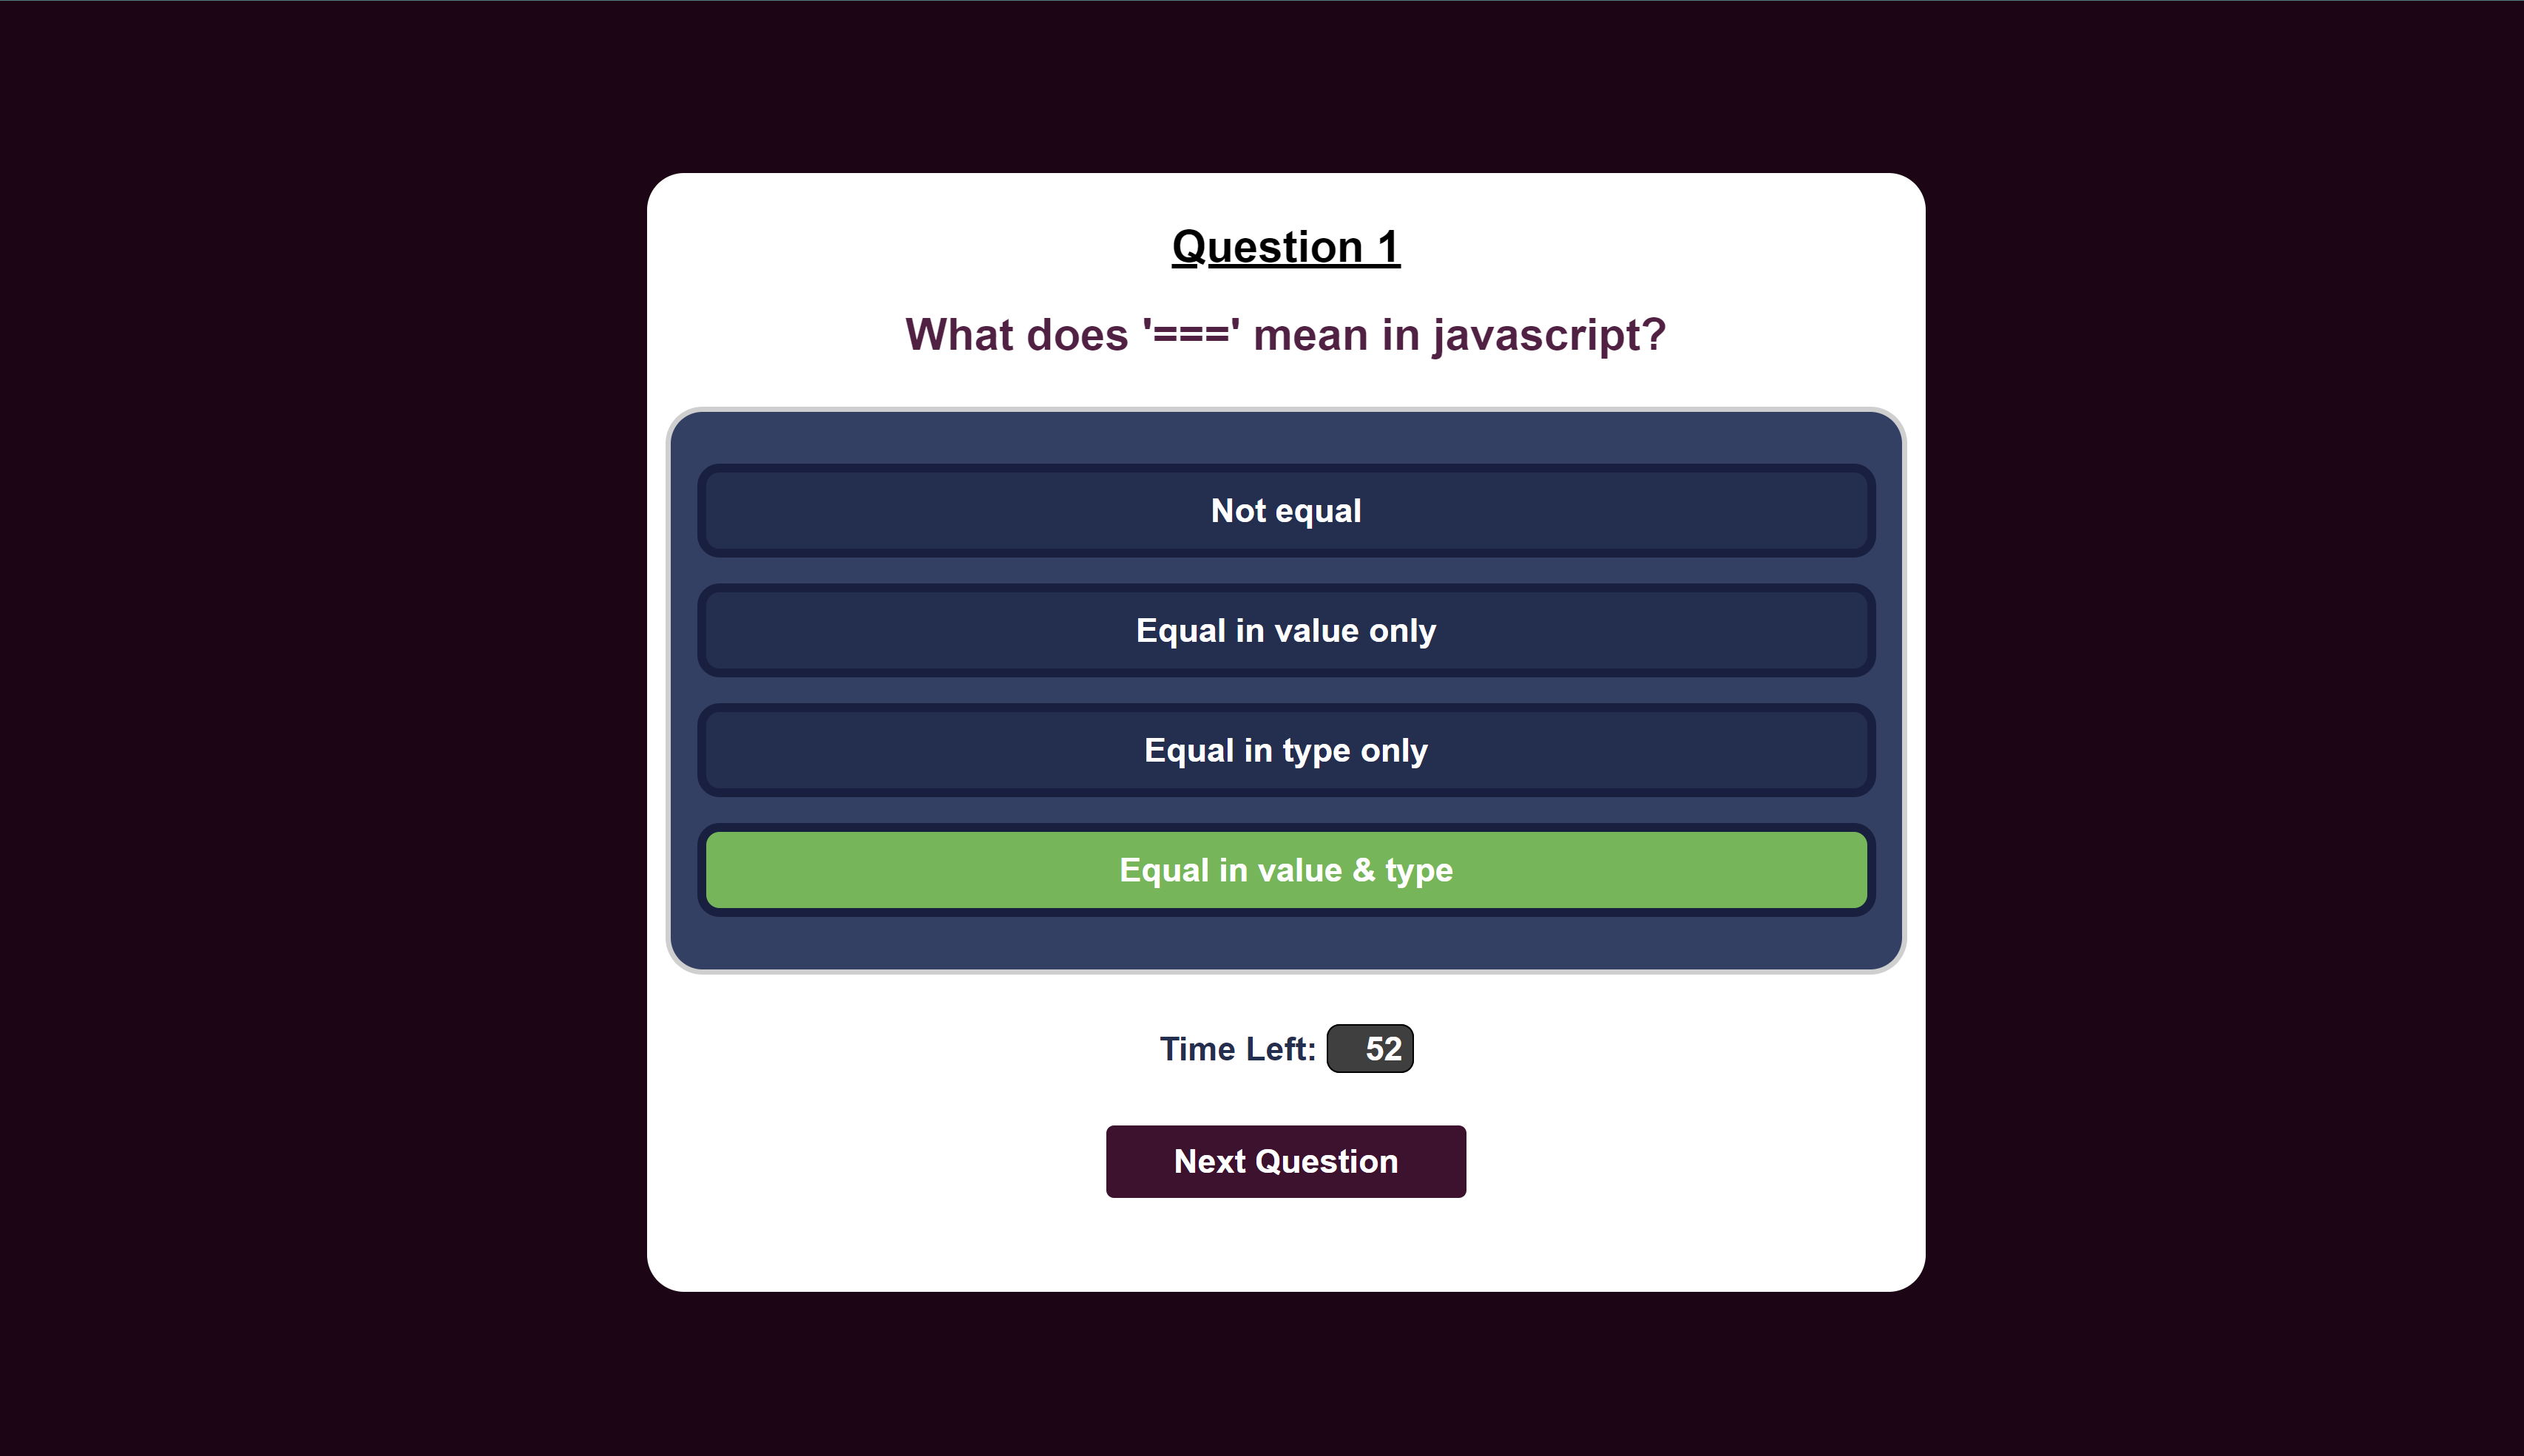 Question 1
What does '===' mean in javascript?
Not equal
Equal in value only
Equal in type only
Equal in value & type
Time Left: 52
Next Question